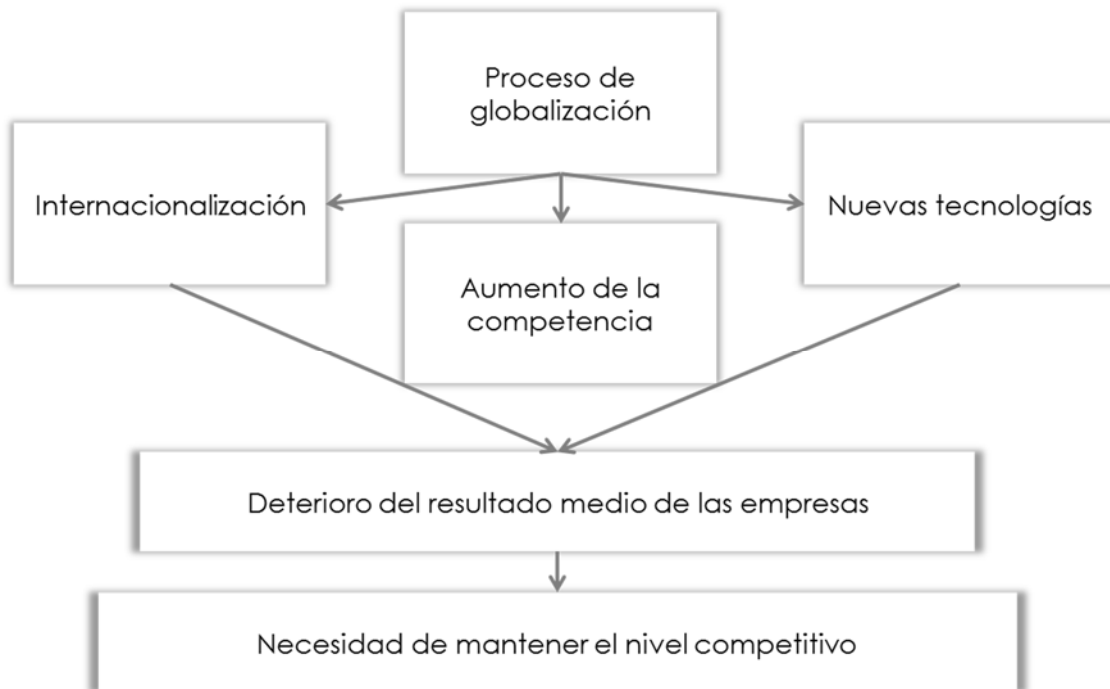 Proceso de
globalización
Internacionalización
Nuevas tecnologías
Aumento de la
competencia
Deterioro del resultado medio de las empresas
Necesidad de mantener el nivel competitivo